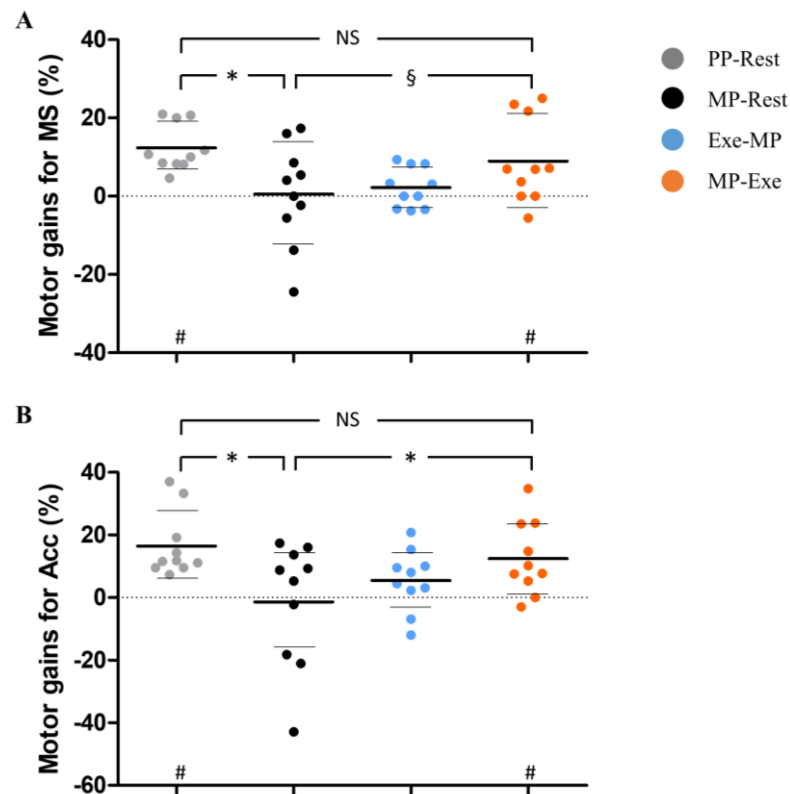 A
Motor gains for MS (%)
40
20
0
-20
-40
NS
*
§
#
#
PP-Rest
MP-Rest
Exe-MP
MP-Exe
B
Motor gains for Acc (%)
40
20
0
-20
-40
-60
NS
*
*
#
#